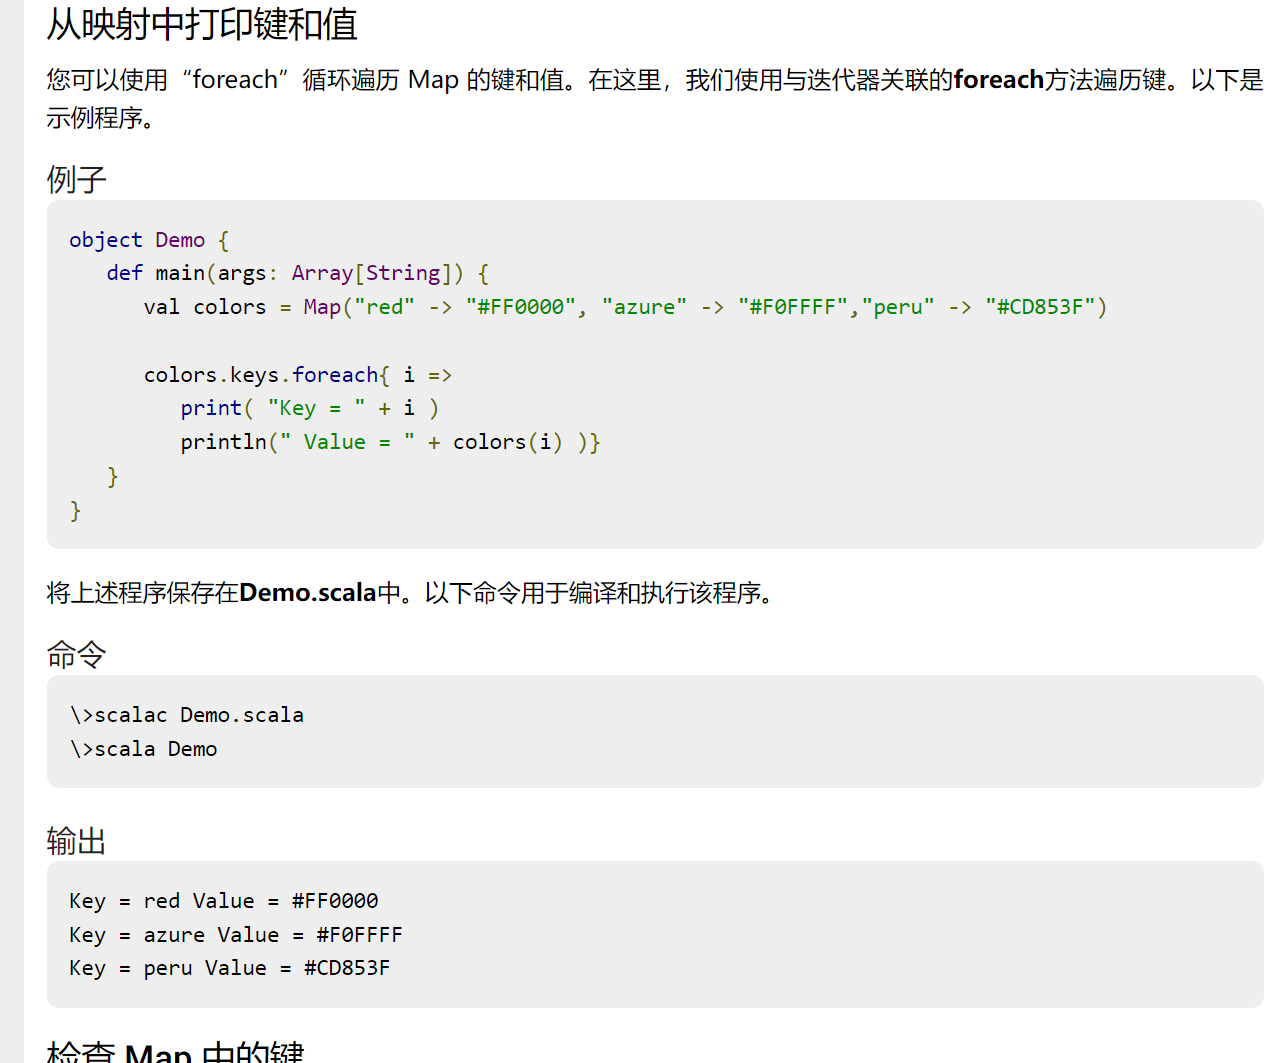 从映射中打印键和值
您可以使用“foreach”循环遍历 Map 的键和值。在这里，我们使用与迭代器关联的foreach方法遍历键。以下是
示例程序。
例子
object Demo {
   def main(args: Array[String]) {
      val colors = Map("red" -> "#FF0000", "azure" -> "#F0FFFF","peru" -> "#CD853F")
      colors.keys.foreach{ i =>
         print( "Key = " + i )
         println(" Value = " + colors(i) )}
   }
}
将上述程序保存在Demo.scala中。以下命令用于编译和执行该程序。
命令
\>scalac Demo.scala
\>scala Demo
输出
Key = red Value = #FF0000
Key = azure Value = #F0FFFF
Key = peru Value = #CD853F
检查 Map 中的键